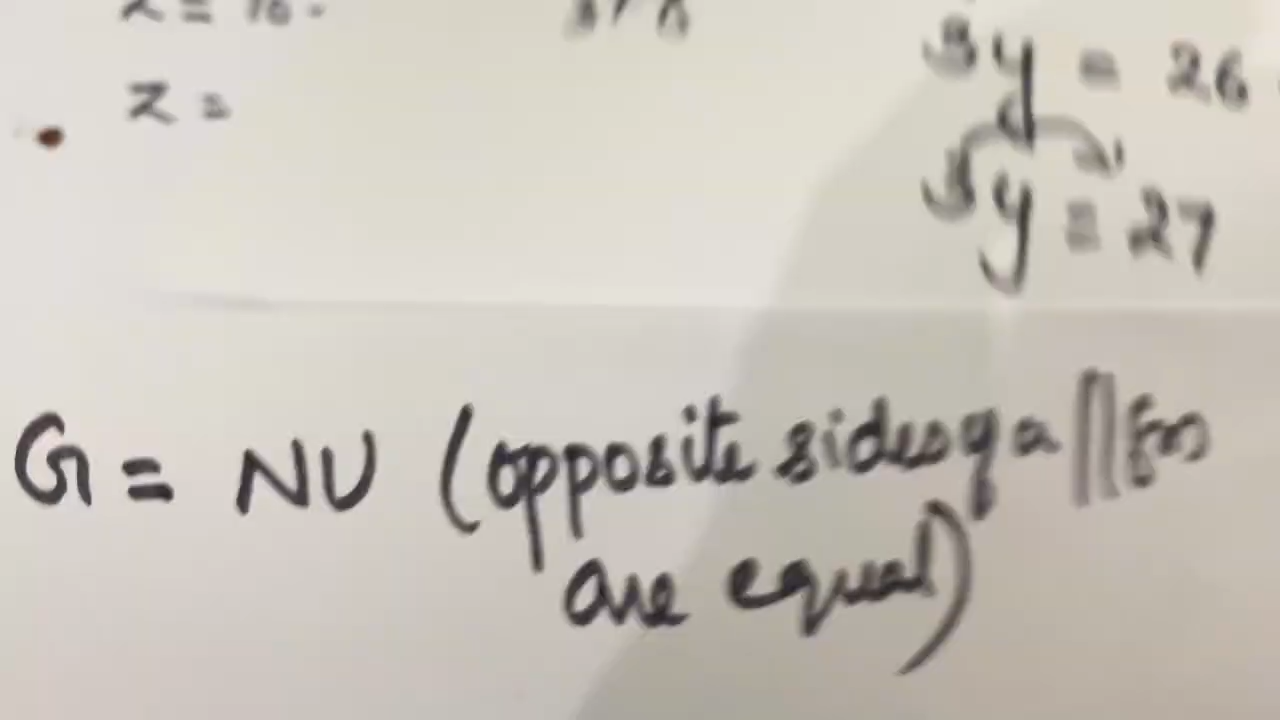 z =
3y = 26
3y = 27
G = NU (opposite sides of a ||gm
are equal)